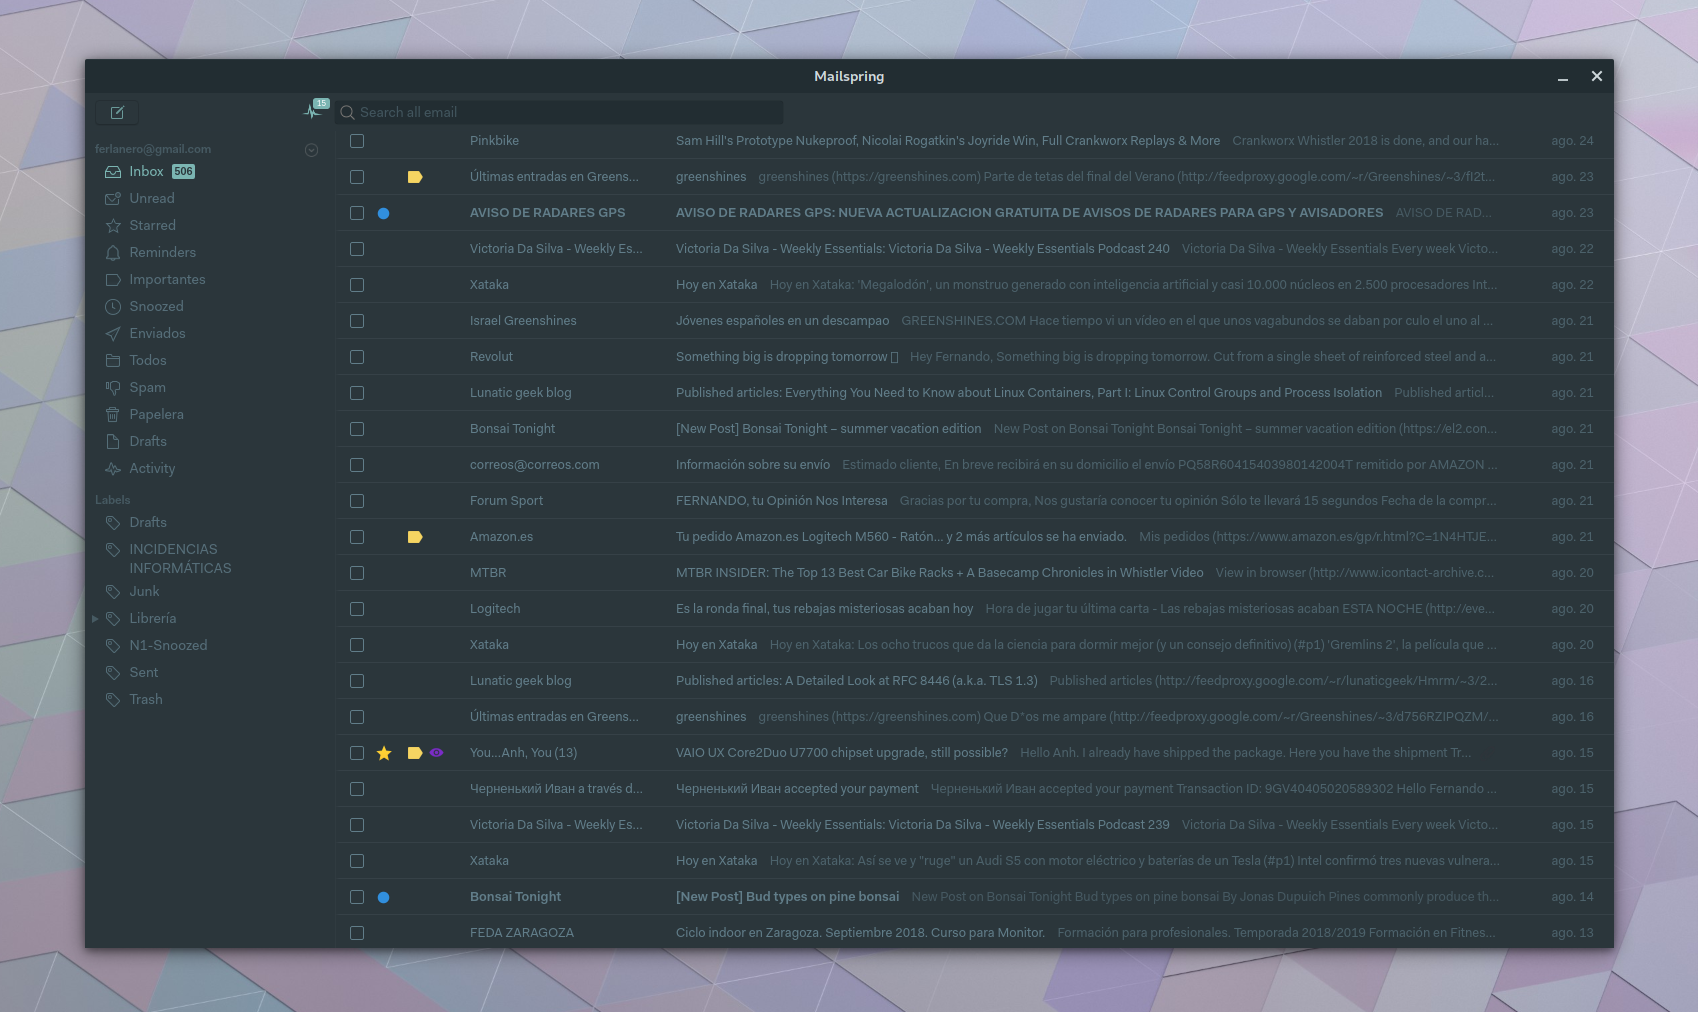 Mailspring
15
Search all email
ferlanero@gmail.com
Inbox 506
Unread
Starred
Reminders
Importantes
Snoozed
Enviados
Todos
Spam
Papelera
Drafts
Activity
Labels
Drafts
INCIDENCIAS
INFORMÁTICAS
Junk
Librería
N1-Snoozed
Sent
Trash
Pinkbike Sam Hill's Prototype Nukeproof, Nicolai Rogatkin's Joyride Win, Full Crankworx Replays & More Crankworx Whistler 2018 is done, and our ha... ago. 24
Últimas entradas en Greens... greenshines greenshines (https://greenshines.com) Parte de tetas del final del Verano (http://feedproxy.google.com/~r/Greenshines/~3/fI2t... ago. 23
AVISO DE RADARES GPS AVISO DE RADARES GPS: NUEVA ACTUALIZACION GRATUITA DE AVISOS DE RADARES PARA GPS Y AVISADORES AVISO DE RAD... ago. 23
Victoria Da Silva - Weekly Es... Victoria Da Silva - Weekly Essentials: Victoria Da Silva - Weekly Essentials Podcast 240 Victoria Da Silva - Weekly Essentials Every week Victo... ago. 22
Xataka Hoy en Xataka Hoy en Xataka: 'Megalodón', un monstruo generado con inteligencia artificial y casi 10.000 núcleos en 2.500 procesadores Int... ago. 22
Israel Greenshines Jóvenes españoles en un descampao GREENSHINES.COM Hace tiempo vi un vídeo en el que unos vagabundos se daban por culo el uno al ... ago. 21
Revolut Something big is dropping tomorrow Hey Fernando, Something big is dropping tomorrow. Cut from a single sheet of reinforced steel and a... ago. 21
Lunatic geek blog Published articles: Everything You Need to Know about Linux Containers, Part I: Linux Control Groups and Process Isolation Published articl... ago. 21
Bonsai Tonight [New Post] Bonsai Tonight – summer vacation edition New Post on Bonsai Tonight Bonsai Tonight – summer vacation edition (https://el2.con... ago. 21
correos@correos.com Información sobre su envío Estimado cliente, En breve recibirá en su domicilio el envío PQ58R60415403980142004T remitido por AMAZON ... ago. 21
Forum Sport FERNANDO, tu Opinión Nos Interesa Gracias por tu compra, Nos gustaría conocer tu opinión Sólo te llevará 15 segundos Fecha de la compr... ago. 21
Amazon.es Tu pedido Amazon.es Logitech M560 - Ratón... y 2 más artículos se ha enviado. Mis pedidos (https://www.amazon.es/gp/r.html?C=1N4HTJE... ago. 21
MTBR MTBR INSIDER: The Top 13 Best Car Bike Racks + A Basecamp Chronicles in Whistler Video View in browser (http://www.icontact-archive.c... ago. 20
Logitech Es la ronda final, tus rebajas misteriosas acaban hoy Hora de jugar tu última carta - Las rebajas misteriosas acaban ESTA NOCHE (http://eve... ago. 20
Xataka Hoy en Xataka Hoy en Xataka: Los ocho trucos que da la ciencia para dormir mejor (y un consejo definitivo) (#p1) 'Gremlins 2', la película que ... ago. 20
Lunatic geek blog Published articles: A Detailed Look at RFC 8446 (a.k.a. TLS 1.3) Published articles (http://feedproxy.google.com/~r/lunaticgeek/Hmrm/~3/2... ago. 16
Últimas entradas en Greens... greenshines greenshines (https://greenshines.com) Que D*os me ampare (http://feedproxy.google.com/~r/Greenshines/~3/d756RZIPQZM/... ago. 16
You...Anh, You (13) VAIO UX Core2Duo U7700 chipset upgrade, still possible? Hello Anh. I already have shipped the package. Here you have the shipment Tr... ago. 15
Черненький Иван a través d... Черненький Иван accepted your payment Черненький Иван accepted your payment Transaction ID: 9GV40405020589302 Hello Fernando ... ago. 15
Victoria Da Silva - Weekly Es... Victoria Da Silva - Weekly Essentials: Victoria Da Silva - Weekly Essentials Podcast 239 Victoria Da Silva - Weekly Essentials Every week Victo... ago. 15
Xataka Hoy en Xataka Hoy en Xataka: Así se ve y "ruge" un Audi S5 con motor eléctrico y baterías de un Tesla (#p1) Intel confirmó tres nuevas vulnera... ago. 15
Bonsai Tonight [New Post] Bud types on pine bonsai New Post on Bonsai Tonight Bud types on pine bonsai By Jonas Dupuich Pines commonly produce th... ago. 14
FEDA ZARAGOZA Ciclo indoor en Zaragoza. Septiembre 2018. Curso para Monitor. Formación para profesionales. Temporada 2018/2019 Formación en Fitnes... ago. 13